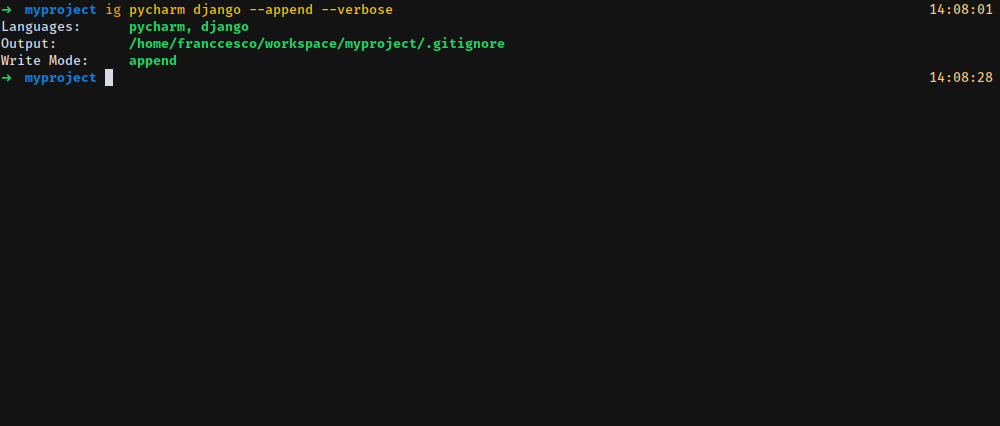 ➜ myproject ig pycharm django --append --verbose 14:08:01
Languages: pycharm, django
Output: /home/franccesco/workspace/myproject/.gitignore
Write Mode: append
➜ myproject 14:08:28